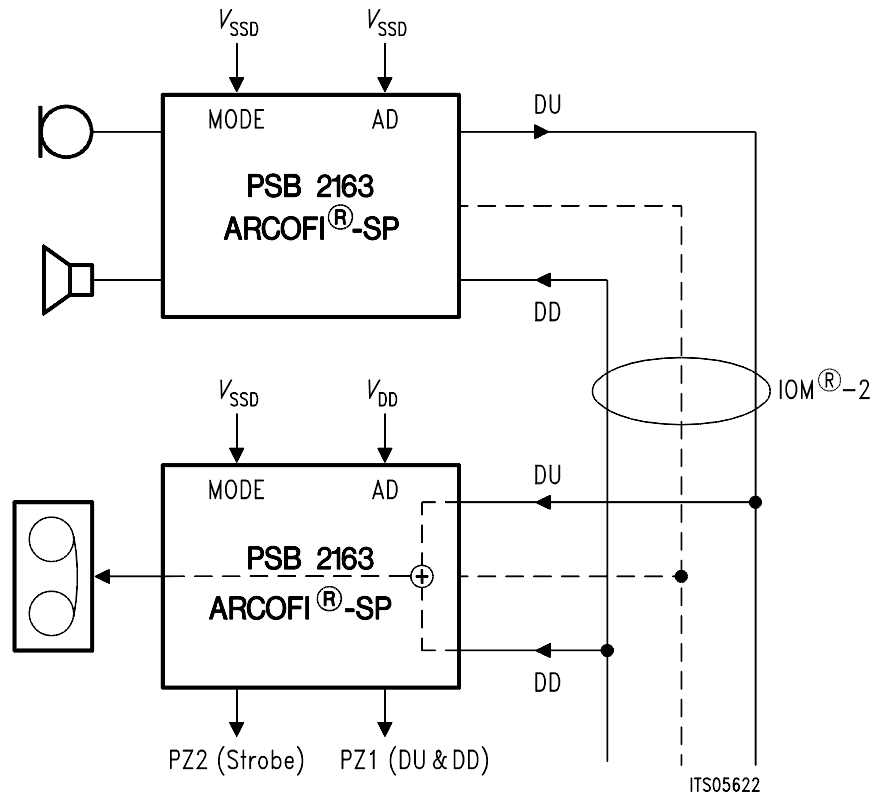 VSSD VSSD
MODE AD
DU
PSB 2163
ARCOFI®-SP
DD
IOM®-2
VSSD VDD
MODE AD
DU
PSB 2163
ARCOFI®-SP
+
DD
PZ2 (Strobe) PZ1 (DU & DD)
ITS05622